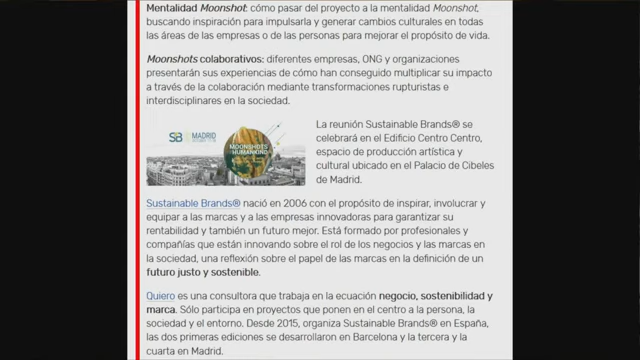 Mentalidad Moonshot: cómo pasar del proyecto a la mentalidad Moonshot,
buscando inspiración para impulsarla y generar cambios culturales en todas
las áreas de las empresas o de las personas para mejorar el propósito de vida.
Moonshots colaborativos: diferentes empresas, ONG y organizaciones
presentarán sus experiencias de cómo han conseguido multiplicar su impacto
a través de la colaboración mediante transformaciones rupturistas e
interdisciplinares en la sociedad.
SB MADRID
MOONSHOTS
HUMANKIND
La reunión Sustainable Brands® se
celebrará en el Edificio Centro Centro,
espacio de producción artística y
cultural ubicado en el Palacio de Cibeles
de Madrid.
Sustainable Brands® nació en 2006 con el propósito de inspirar, involucrar y
equipar a las marcas y a las empresas innovadoras para garantizar su
rentabilidad y también un futuro mejor. Está formado por profesionales y
compañías que están innovando sobre el rol de los negocios y las marcas en
la sociedad, una reflexión sobre el papel de las marcas en la definición de un
futuro justo y sostenible.
Quiero es una consultora que trabaja en la ecuación negocio, sostenibilidad y
marca. Sólo participa en proyectos que ponen en el centro a la persona, la
sociedad y el entorno. Desde 2015, organiza Sustainable Brands® en España,
las dos primeras ediciones se desarrollaron en Barcelona y la tercera y la
cuarta en Madrid.